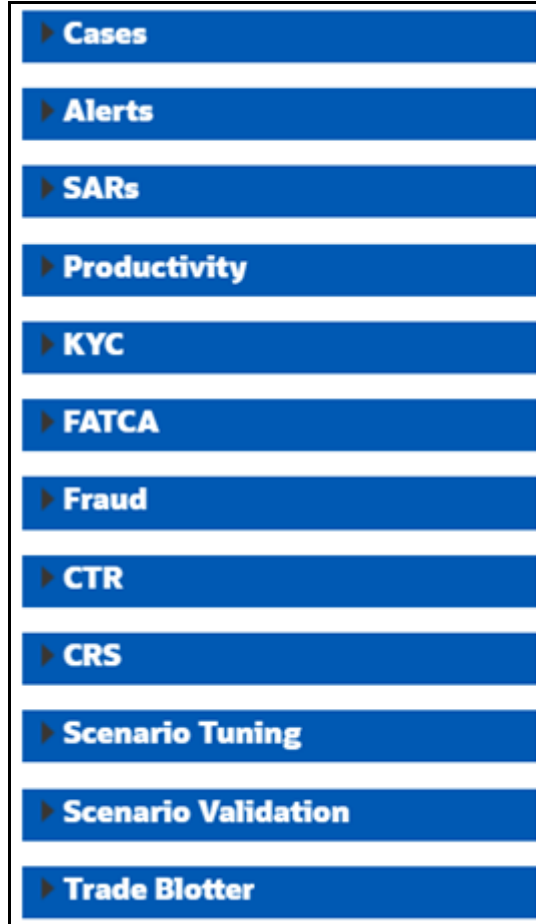 Cases
Alerts
SARs
Productivity
KYC
FATCA
Fraud
CTR
CRS
Scenario Tuning
Scenario Validation
Trade Blotter